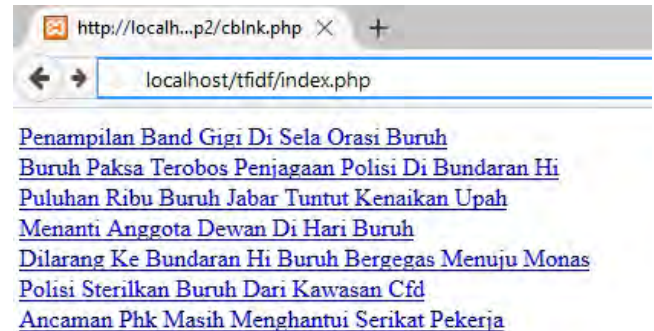 http://localh...p2/cblnk.php
localhost/tfidf/index.php
Penampilan Band Gigi Di Sela Orasi Buruh
Buruh Paksa Terobos Penjagaan Polisi Di Bundaran Hi
Puluhan Ribu Buruh Jabar Tuntut Kenaikan Upah
Menanti Anggota Dewan Di Hari Buruh
Dilarang Ke Bundaran Hi Buruh Bergegas Menuju Monas
Polisi Sterilkan Buruh Dari Kawasan Cfd
Ancaman Phk Masih Menghantui Serikat Pekerja